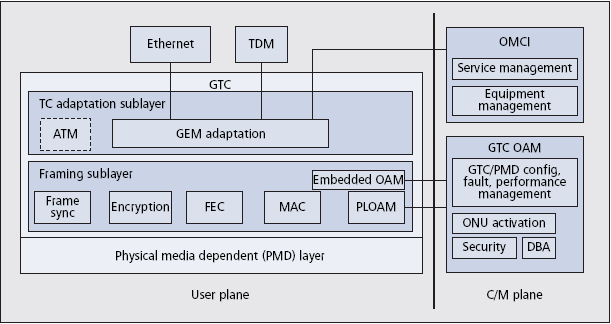 Ethernet
TDM
OMCI
Service management
Equipment
management
GTC
TC adaptation sublayer
ATM
GEM adaptation
GTC OAM
GTC/PMD config,
fault, performance
management
Framing sublayer
Embedded OAM
Frame
sync
Encryption
FEC
MAC
PLOAM
ONU activation
Security
DBA
Physical media dependent (PMD) layer
User plane
C/M plane